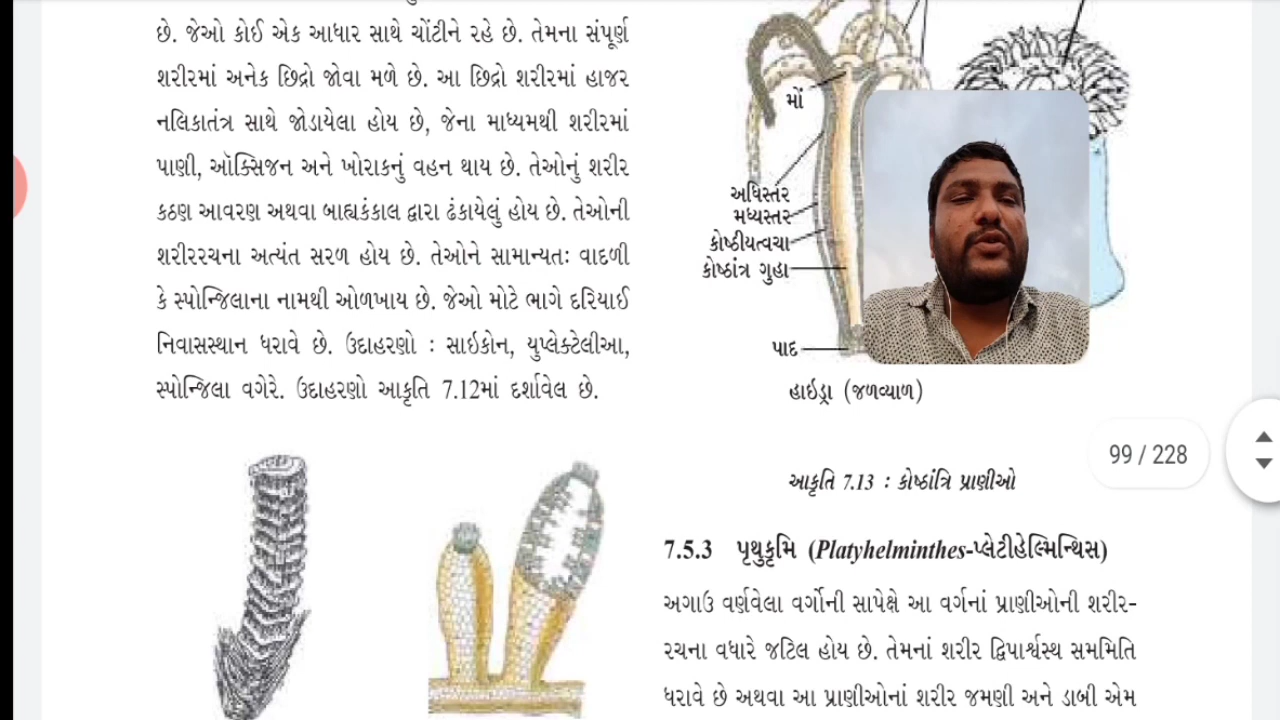 છે. જેઓ કોઈ એક આધાર સાથે ચોંટીને રહે છે. તેમના સંપૂર્ણ
શરીરમાં અનેક છિદ્રો જોવા મળે છે. આ છિદ્રો શરીરમાં હાજર
નલિકાતંત્ર સાથે જોડાયેલા હોય છે, જેના માધ્યમથી શરીરમાં
પાણી, ઑક્સિજન અને ખોરાકનું વહન થાય છે. તેઓનું શરીર
કઠણ આવરણ અથવા બાહ્યકંકાલ દ્વારા ઢંકાયેલું હોય છે. તેઓની
શરીરરચના અત્યંત સરળ હોય છે. તેઓને સામાન્યતઃ વાદળી
કે સ્પોન્જિલાના નામથી ઓળખાય છે. જેઓ મોટે ભાગે દરિયાઈ
નિવાસસ્થાન ધરાવે છે. ઉદાહરણો : સાઇકોન, યુપ્લેક્ટેલીઆ,
સ્પોન્જિલા વગેરે. ઉદાહરણો આકૃતિ 7.12માં દર્શાવેલ છે.
મોં
અધિસ્તર
મધ્યસ્તર
કોષ્ઠીયત્વચા
કોષ્ઠાંત્ર ગુહા
પાદ
હાઇડ્રા (જળવ્યાળ)
99 / 228
આકૃતિ 7.13 : કોષ્ઠાંત્રિ પ્રાણીઓ
7.5.3 પૃથુકૃમિ (Platyhelminthes-પ્લેટીહેલ્મિન્થિસ)
અગાઉ વર્ણવેલા વર્ગોની સાપેક્ષે આ વર્ગનાં પ્રાણીઓની શરીર-
રચના વધારે જટિલ હોય છે. તેમનાં શરીર દ્વિપાર્શ્વસ્થ સમમિતિ
ધરાવે છે અથવા આ પ્રાણીઓનાં શરીર જમણી અને ડાબી એમ